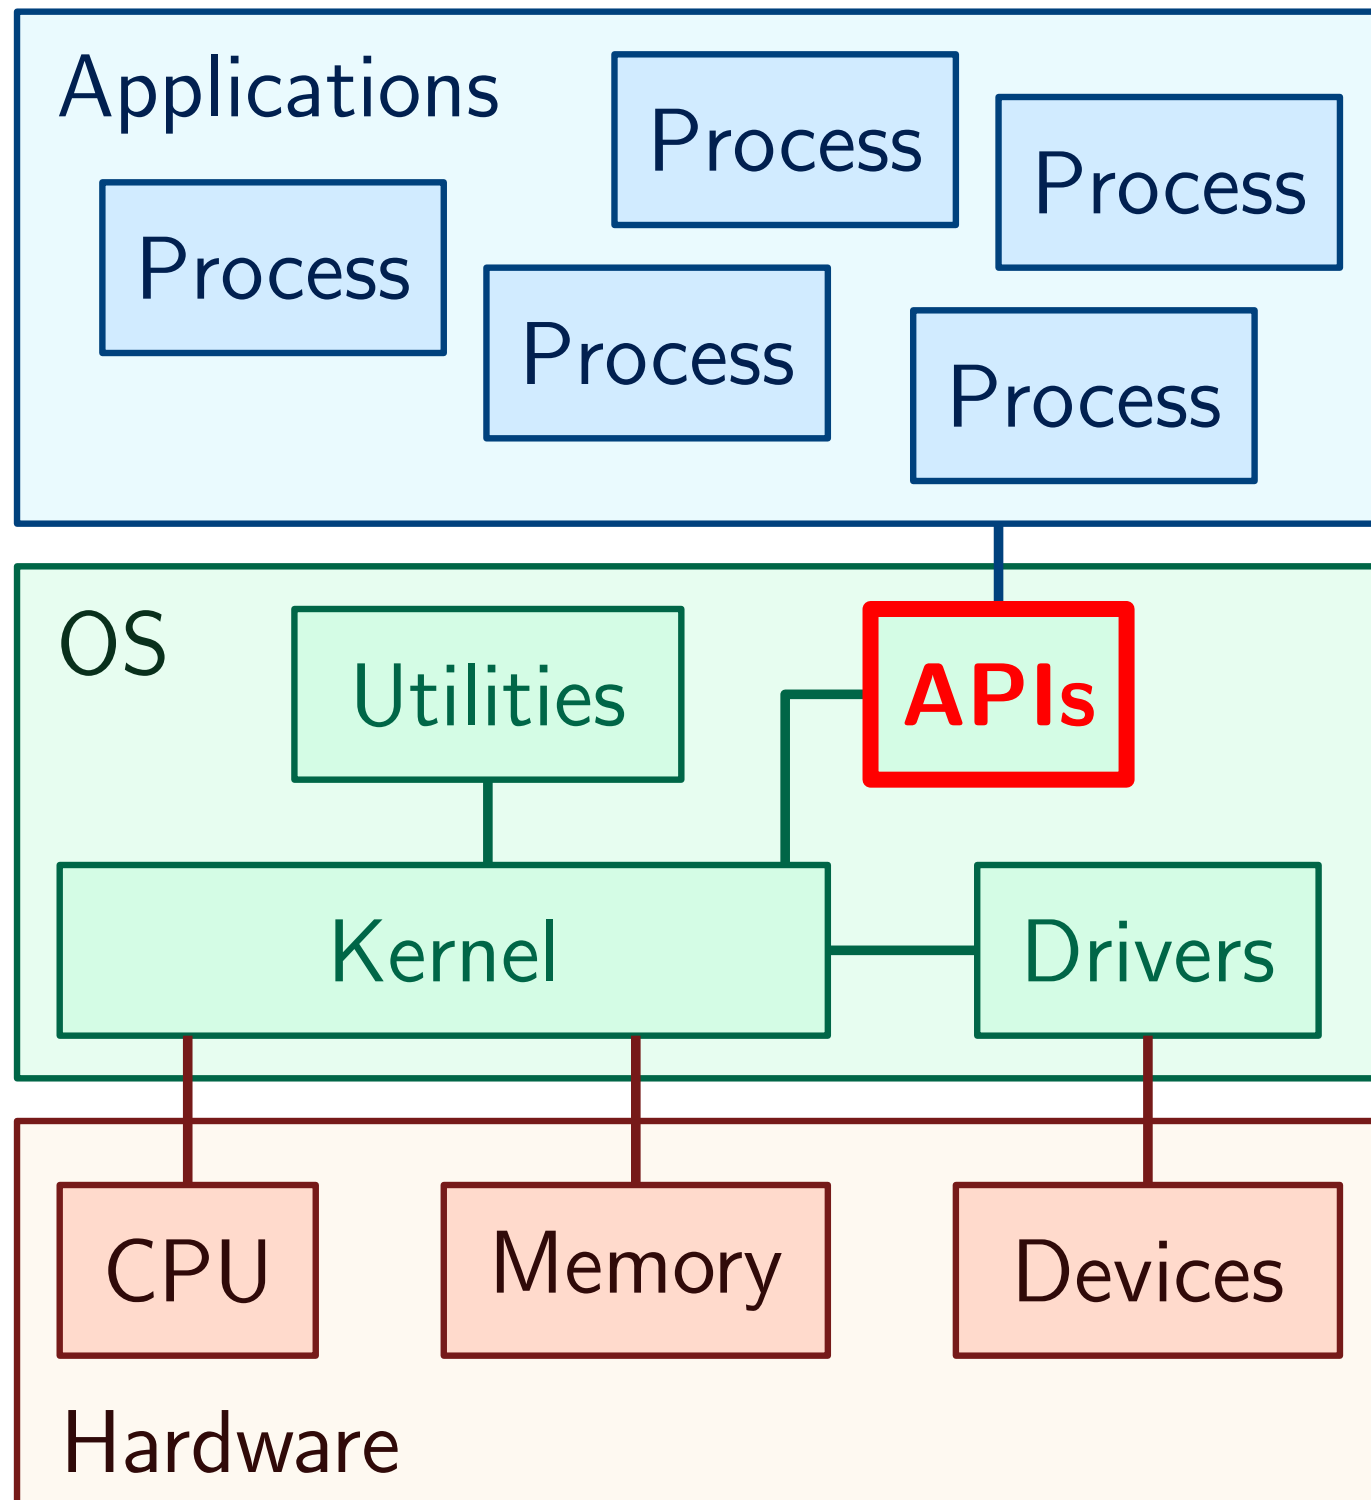 Applications
Process
Process
Process
Process
Process
OS
Utilities
APIs
Kernel
Drivers
CPU
Memory
Devices
Hardware